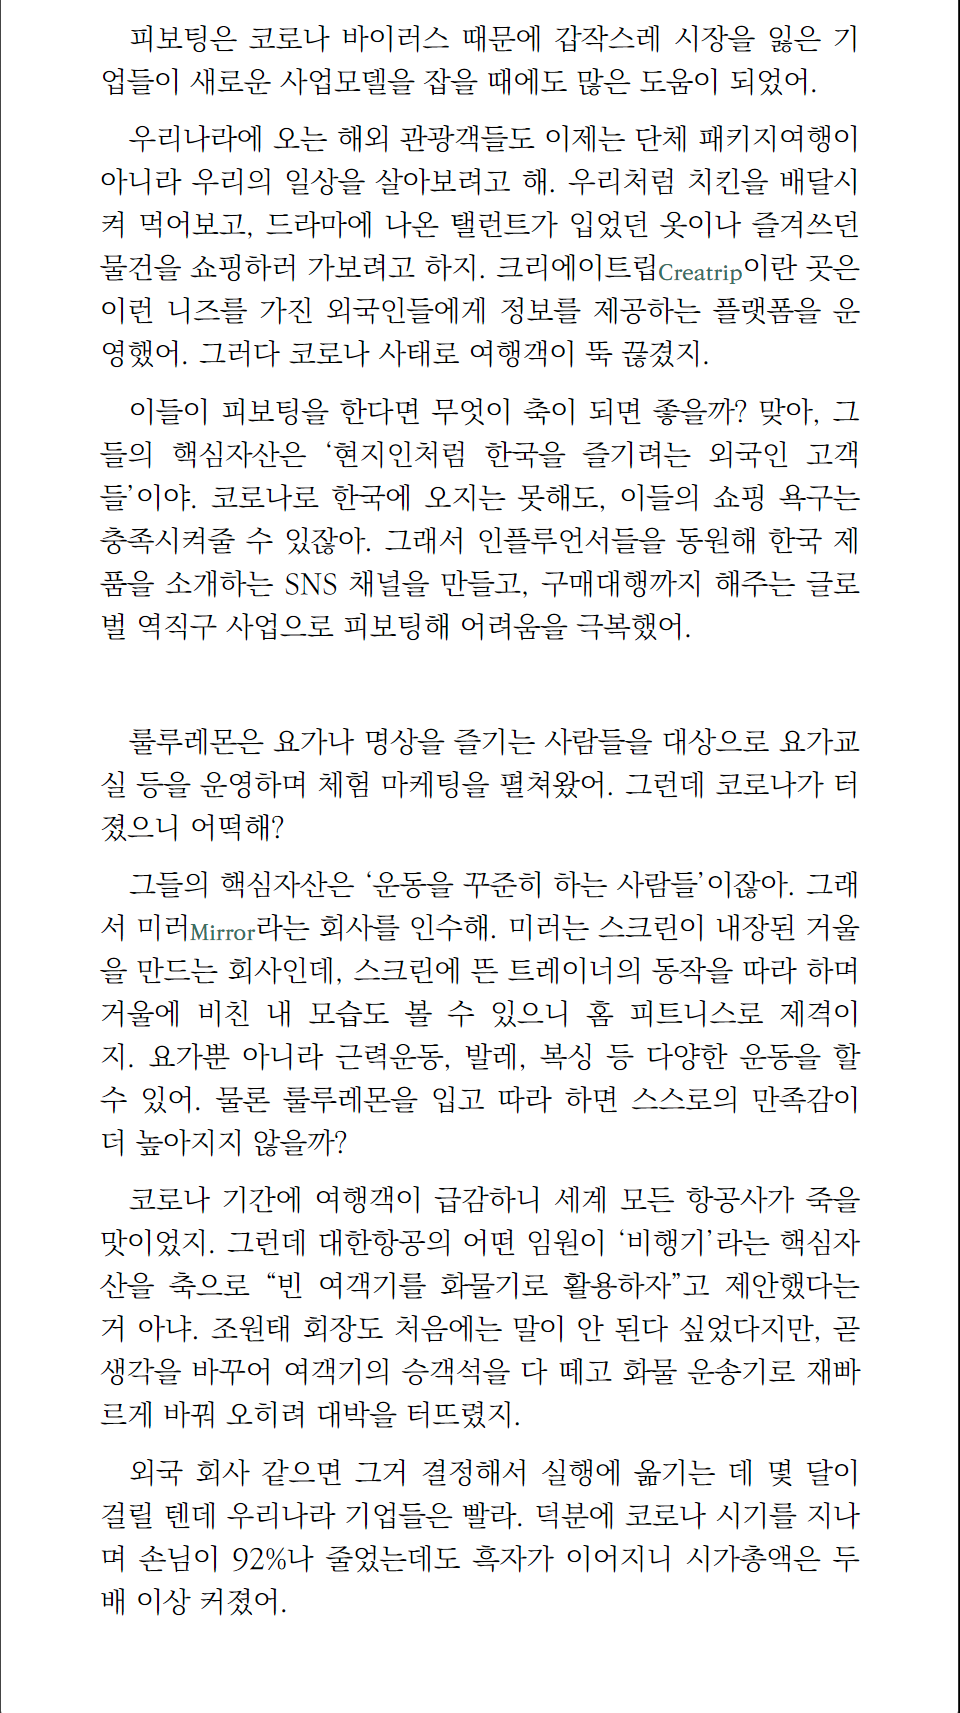 피보팅은 코로나 바이러스 때문에 갑작스레 시장을 잃은 기
업들이 새로운 사업모델을 잡을 때에도 많은 도움이 되었어.
우리나라에 오는 해외 관광객들도 이제는 단체 패키지여행이
아니라 우리의 일상을 살아보려고 해. 우리처럼 치킨을 배달시
켜 먹어보고, 드라마에 나온 탤런트가 입었던 옷이나 즐겨쓰던
물건을 쇼핑하러 가보려고 하지. 크리에이트립Creatrip이란 곳은
이런 니즈를 가진 외국인들에게 정보를 제공하는 플랫폼을 운
영했어. 그러다 코로나 사태로 여행객이 뚝 끊겼지.
이들이 피보팅을 한다면 무엇이 축이 되면 좋을까? 맞아, 그
들의 핵심자산은 ‘현지인처럼 한국을 즐기려는 외국인 고객
들’이야. 코로나로 한국에 오지는 못해도, 이들의 쇼핑 욕구는
충족시켜줄 수 있잖아. 그래서 인플루언서들을 동원해 한국 제
품을 소개하는 SNS 채널을 만들고, 구매대행까지 해주는 글로
벌 역직구 사업으로 피보팅해 어려움을 극복했어.
룰루레몬은 요가나 명상을 즐기는 사람들을 대상으로 요가교
실 등을 운영하며 체험 마케팅을 펼쳐왔어. 그런데 코로나가 터
졌으니 어떡해?
그들의 핵심자산은 ‘운동을 꾸준히 하는 사람들’이잖아. 그래
서 미러Mirror라는 회사를 인수해. 미러는 스크린이 내장된 거울
을 만드는 회사인데, 스크린에 뜬 트레이너의 동작을 따라 하며
거울에 비친 내 모습도 볼 수 있으니 홈 피트니스로 제격이
지. 요가뿐 아니라 근력운동, 발레, 복싱 등 다양한 운동을 할
수 있어. 물론 룰루레몬을 입고 따라 하면 스스로의 만족감이
더 높아지지 않을까?
코로나 기간에 여행객이 급감하니 세계 모든 항공사가 죽을
맛이었지. 그런데 대한항공의 어떤 임원이 ‘비행기’라는 핵심자
산을 축으로 “빈 여객기를 화물기로 활용하자”고 제안했다는
거 아냐. 조원태 회장도 처음에는 말이 안 된다 싶었다지만, 곧
생각을 바꾸어 여객기의 승객석을 다 떼고 화물 운송기로 재빠
르게 바꿔 오히려 대박을 터뜨렸지.
외국 회사 같으면 그거 결정해서 실행에 옮기는 데 몇 달이
걸릴 텐데 우리나라 기업들은 빨라. 덕분에 코로나 시기를 지나
며 손님이 92%나 줄었는데도 흑자가 이어지니 시가총액은 두
배 이상 커졌어.